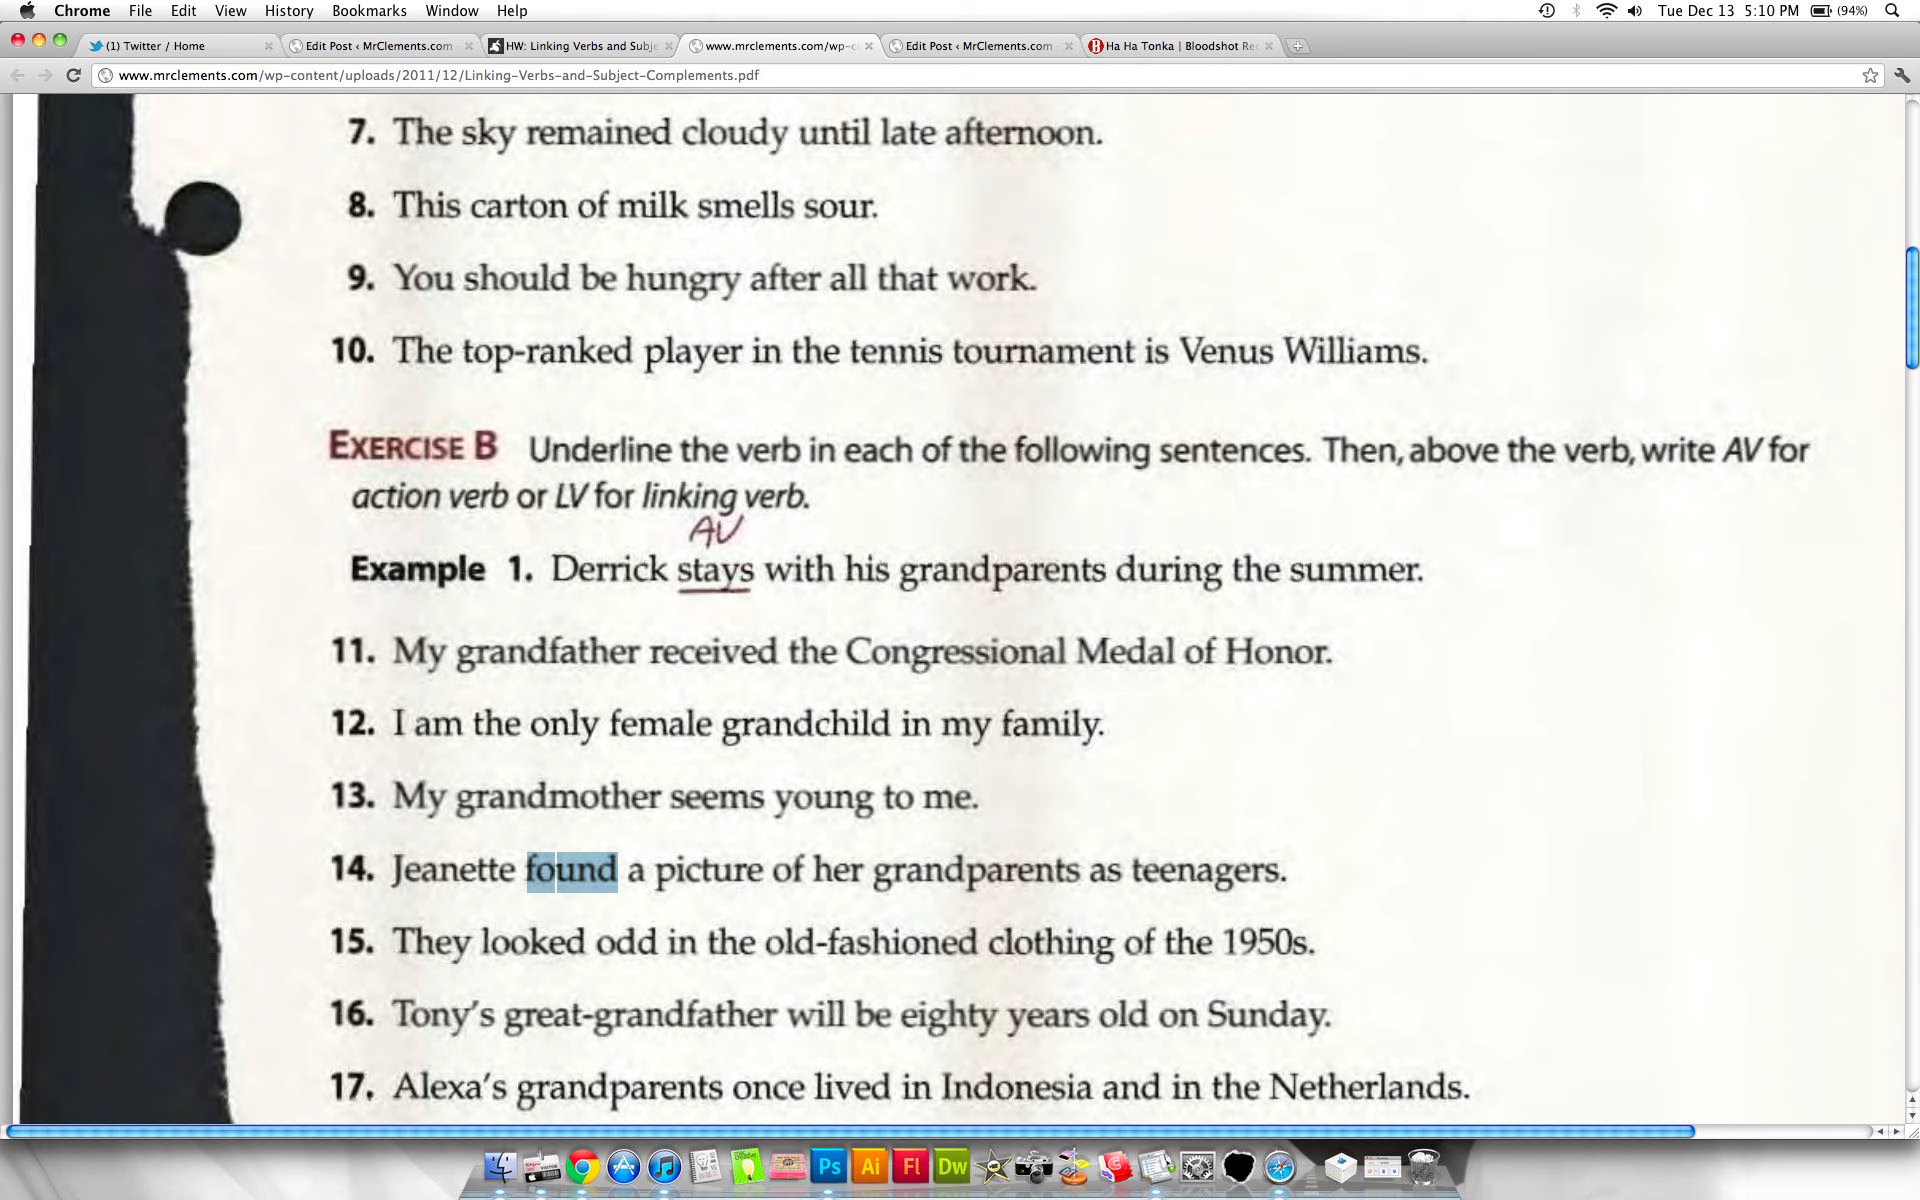 Chrome File Edit View History Bookmarks Window Help Tue Dec 13 5:10 PM (94%)
(1) Twitter / Home Edit Post ‹ MrClements.com HW: Linking Verbs and Subje www.mrclements.com/wp-c Edit Post ‹ MrClements.com Ha Ha Tonka | Bloodshot Rec
www.mrclements.com/wp-content/uploads/2011/12/Linking-Verbs-and-Subject-Complements.pdf
7. The sky remained cloudy until late afternoon.
8. This carton of milk smells sour.
9. You should be hungry after all that work.
10. The top-ranked player in the tennis tournament is Venus Williams.
EXERCISE B Underline the verb in each of the following sentences. Then, above the verb, write AV for
action verb or LV for linking verb.
AV
Example 1. Derrick stays with his grandparents during the summer.
11. My grandfather received the Congressional Medal of Honor.
12. I am the only female grandchild in my family.
13. My grandmother seems young to me.
14. Jeanette found a picture of her grandparents as teenagers.
15. They looked odd in the old-fashioned clothing of the 1950s.
16. Tony's great-grandfather will be eighty years old on Sunday.
17. Alexa's grandparents once lived in Indonesia and in the Netherlands.
Ps Ai Fl Dw